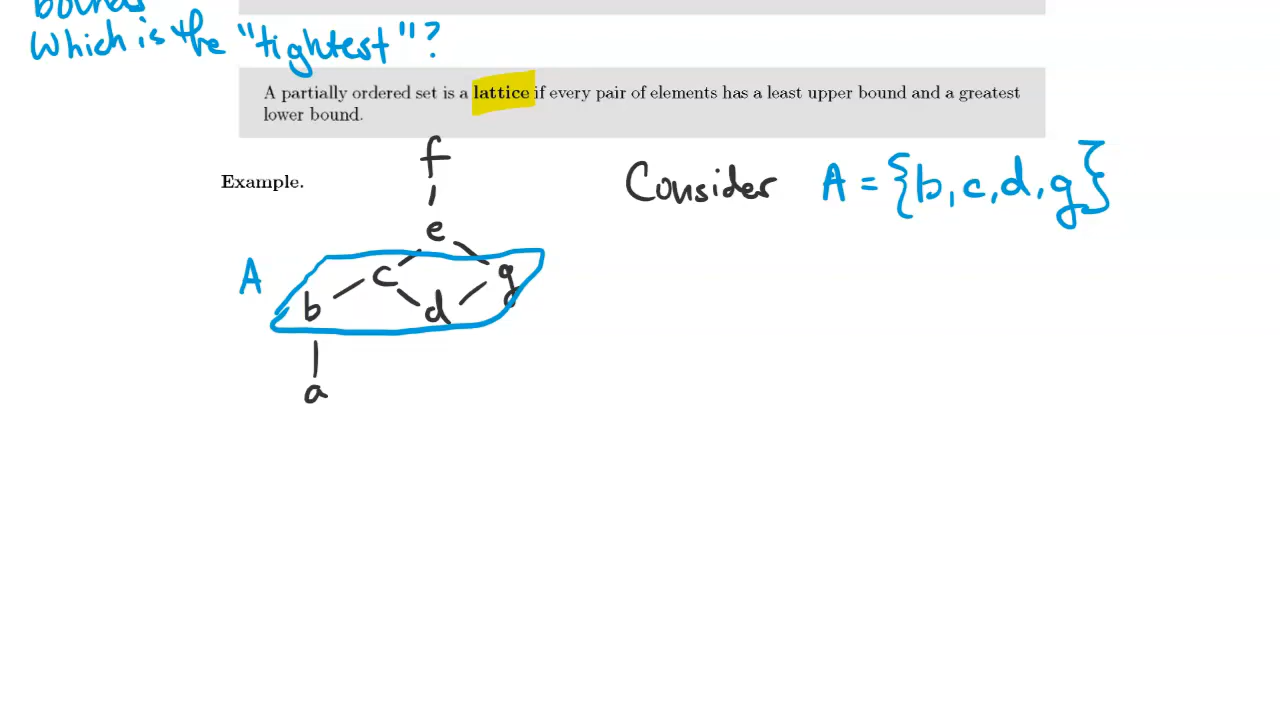 bounds
Which is the "tightest"?
A partially ordered set is a lattice if every pair of elements has a least upper bound and a greatest
lower bound.
Example.
Consider A = {b, c, d, g}
f
e
A
c
g
b
d
a